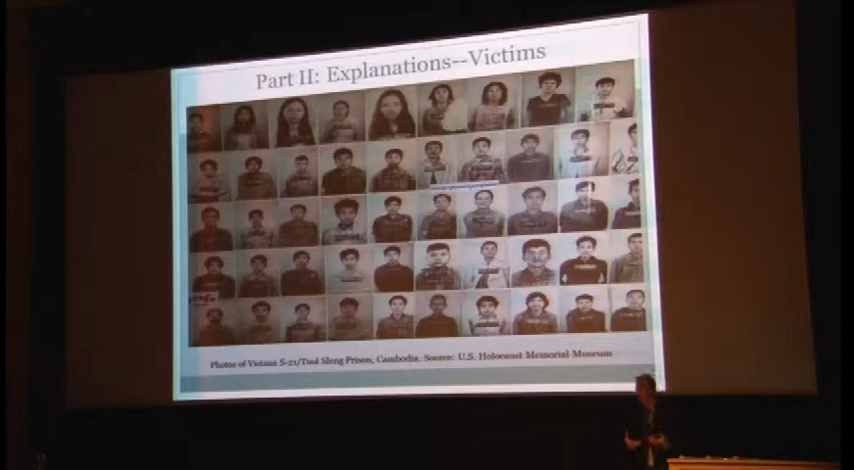 Part II: Explanations--Victims
Photos of Victims S-21/Tuol Sleng Prison, Cambodia. Source: U.S. Holocaust Memorial Museum